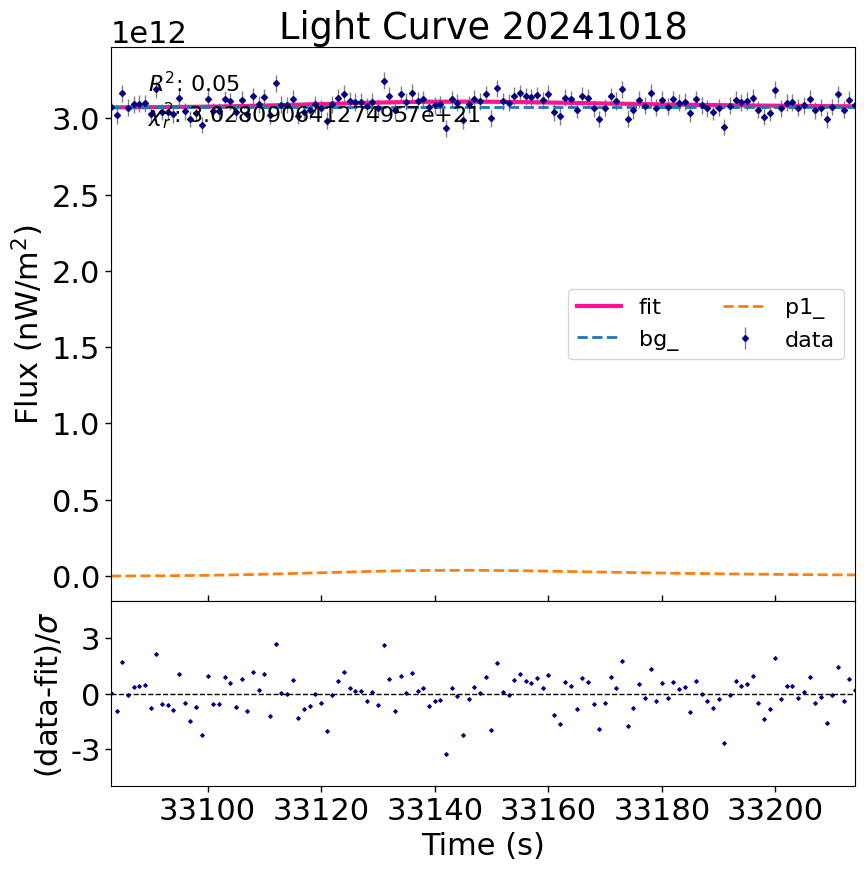 Light Curve 20241018
1e12
R²: 0.05
χ²ᵣ: 3.028090641274957e+21
3.0
2.5
2.0
1.5
1.0
0.5
0.0
Flux (nW/m²)
fit
bg_
p1_
data
3
0
-3
(data-fit)/σ
33100 33120 33140 33160 33180 33200
Time (s)